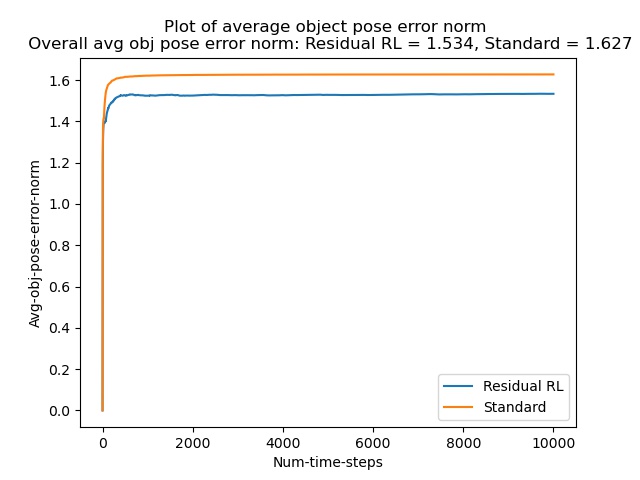 Plot of average object pose error norm
Overall avg obj pose error norm: Residual RL = 1.534, Standard = 1.627
1.6
1.4
1.2
1.0
0.8
0.6
0.4
0.2
0.0
Avg-obj-pose-error-norm
Residual RL
Standard
0 2000 4000 6000 8000 10000
Num-time-steps